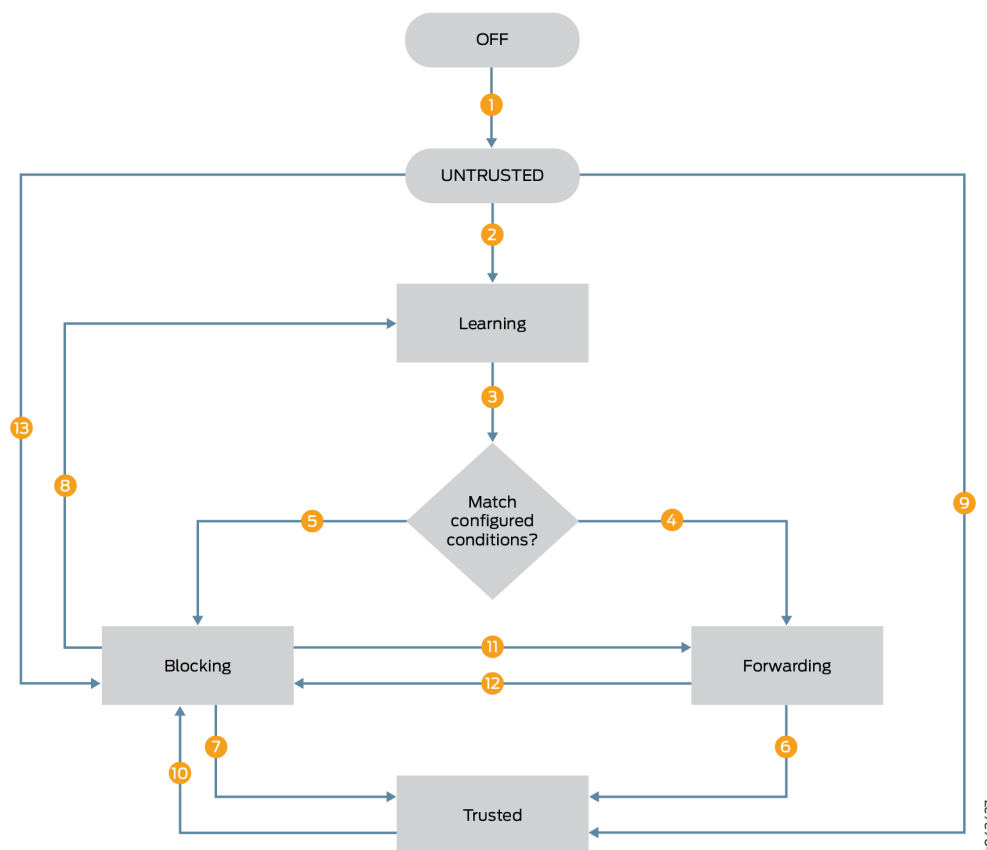 OFF
1
UNTRUSTED
2
Learning
3
13
8
9
Match
configured
conditions?
5
4
11
Blocking
Forwarding
12
7
6
10
Trusted